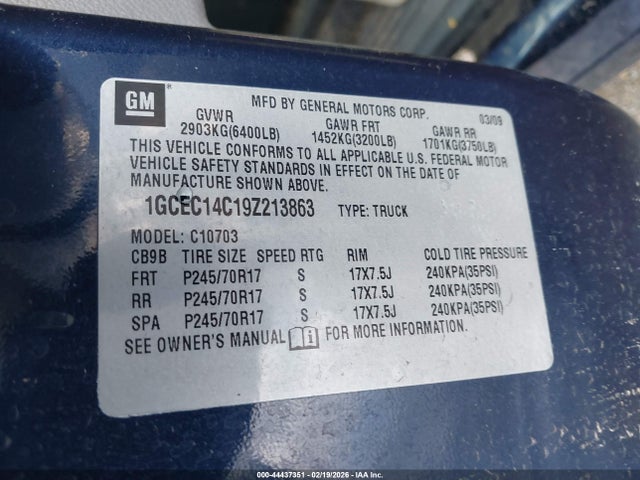 GM
MFD BY GENERAL MOTORS CORP. 03/09
GVWR GAWR FRT GAWR RR
2903KG(6400LB) 1452KG(3200LB) 1701KG(3750LB)
THIS VEHICLE CONFORMS TO ALL APPLICABLE U.S. FEDERAL MOTOR
VEHICLE SAFETY STANDARDS IN EFFECT ON THE DATE OF
MANUFACTURE SHOWN ABOVE.
1GCEC14C19Z213863 TYPE: TRUCK
MODEL: C10703
CB9B TIRE SIZE SPEED RTG RIM COLD TIRE PRESSURE
FRT P245/70R17 S 17X7.5J 240KPA(35PSI)
RR P245/70R17 S 17X7.5J 240KPA(35PSI)
SPA P245/70R17 S 17X7.5J 240KPA(35PSI)
SEE OWNER'S MANUAL i FOR MORE INFORMATION.
000-44437351 - 02/19/2026 - IAA Inc.